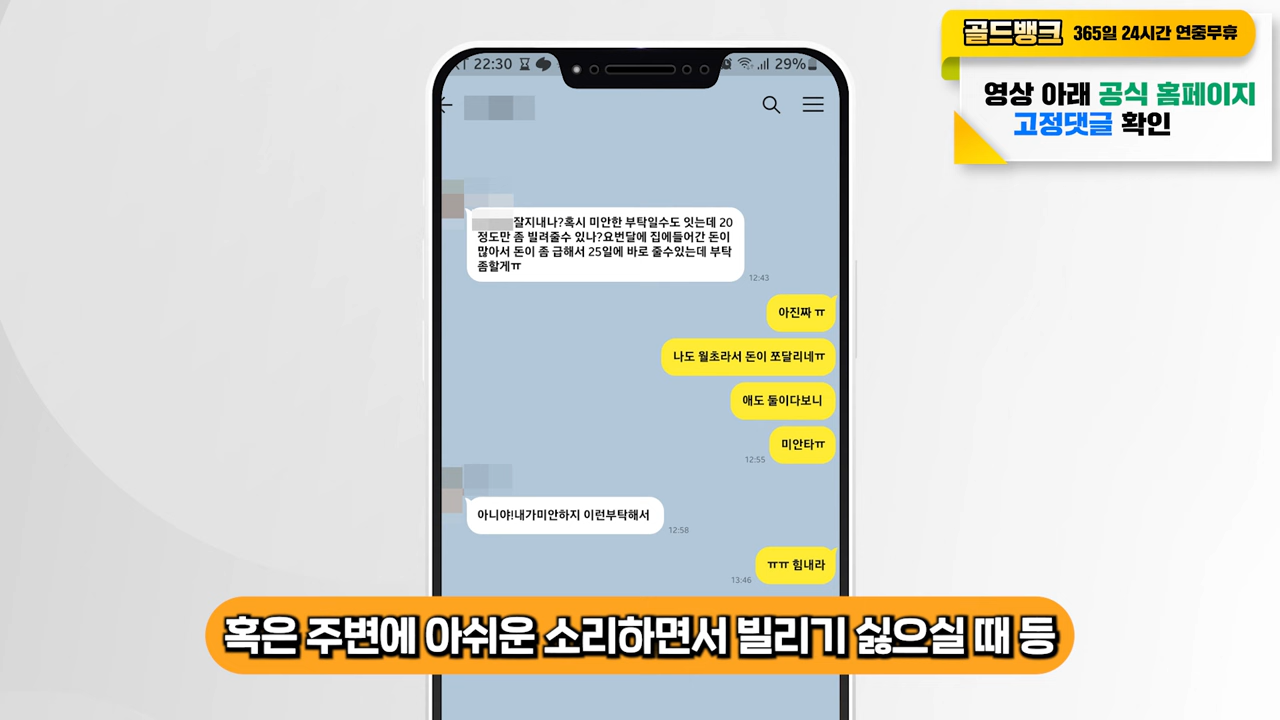 골드뱅크 365일 24시간 연중무휴
영상 아래 공식 홈페이지
고정댓글 확인
22:30
29%
잘지내나?혹시 미안한 부탁일수도 잇는데 20
정도만 좀 빌려줄수 있나?요번달에 집에들어간 돈이
많아서 돈이 좀 급해서 25일에 바로 줄수있는데 부탁
좀할게ㅠ
12:43
아진짜 ㅠ
나도 월초라서 돈이 쪼달리네ㅠ
애도 둘이다보니
미안타ㅠ
12:55
아니야!내가미안하지 이런부탁해서
12:58
ㅠㅠ 힘내라
13:46
혹은 주변에 아쉬운 소리하면서 빌리기 싫으실 때 등